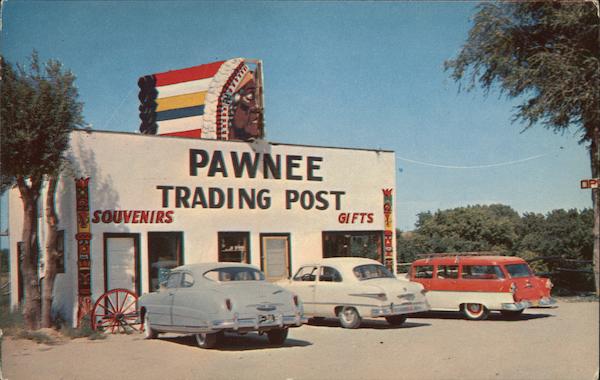 PAWNEE
TRADING POST
SOUVENIRS
GIFTS